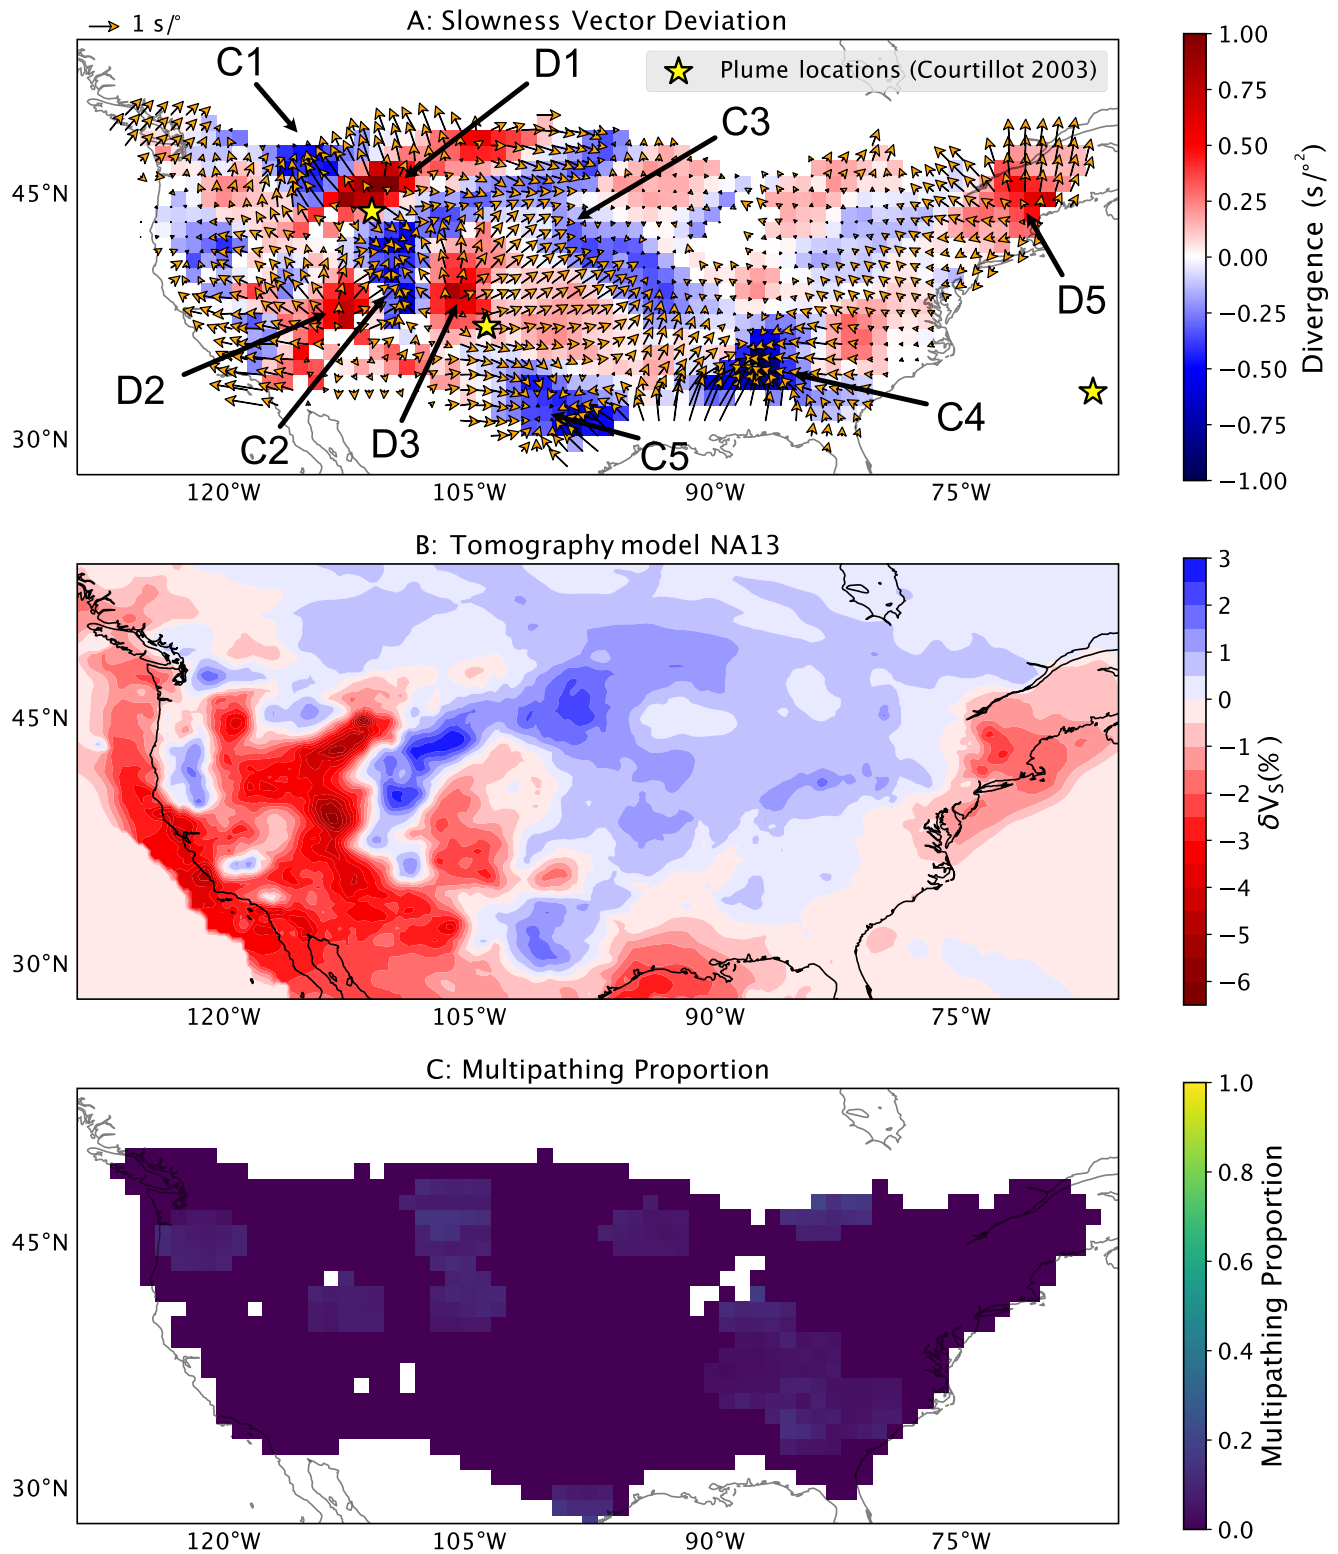 A: Slowness Vector Deviation
1 s/°
Plume locations (Courtillot 2003)
C1
D1
C3
D5
D2
C2
D3
C5
C4
45°N
30°N
120°W
105°W
90°W
75°W
1.00
0.75
0.50
0.25
0.00
−0.25
−0.50
−0.75
−1.00
Divergence (s/°²)
B: Tomography model NA13
45°N
30°N
120°W
105°W
90°W
75°W
3
2
1
0
−1
−2
−3
−4
−5
−6
δVS(%)
C: Multipathing Proportion
45°N
30°N
120°W
105°W
90°W
75°W
1.0
0.8
0.6
0.4
0.2
0.0
Multipathing Proportion